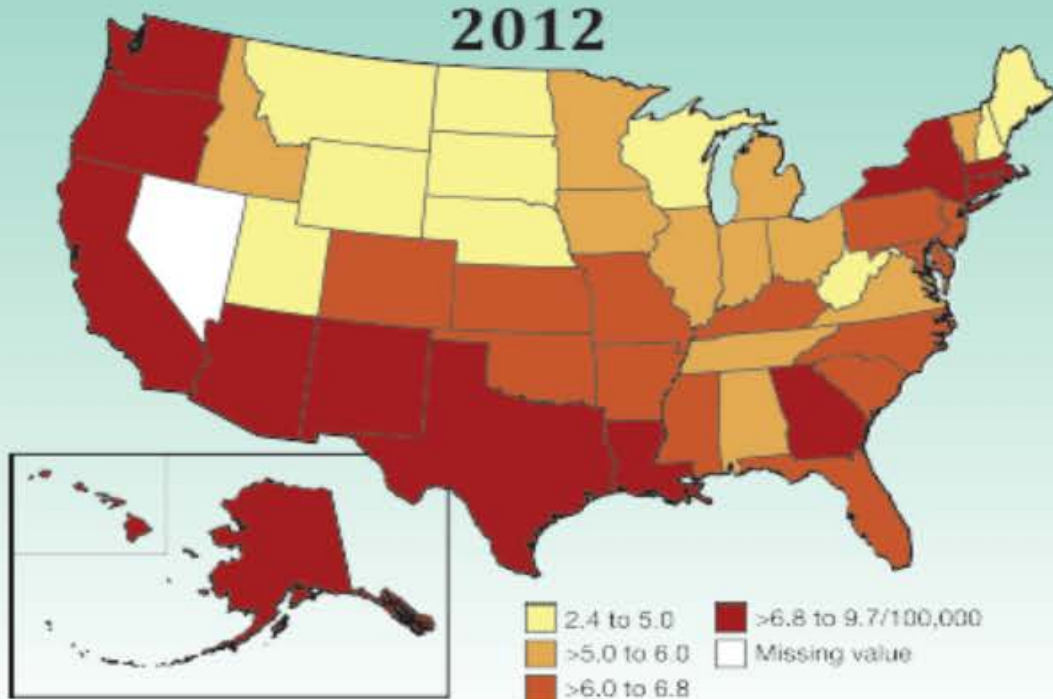 2012
2.4 to 5.0
>5.0 to 6.0
>6.0 to 6.8
>6.8 to 9.7/100,000
Missing value